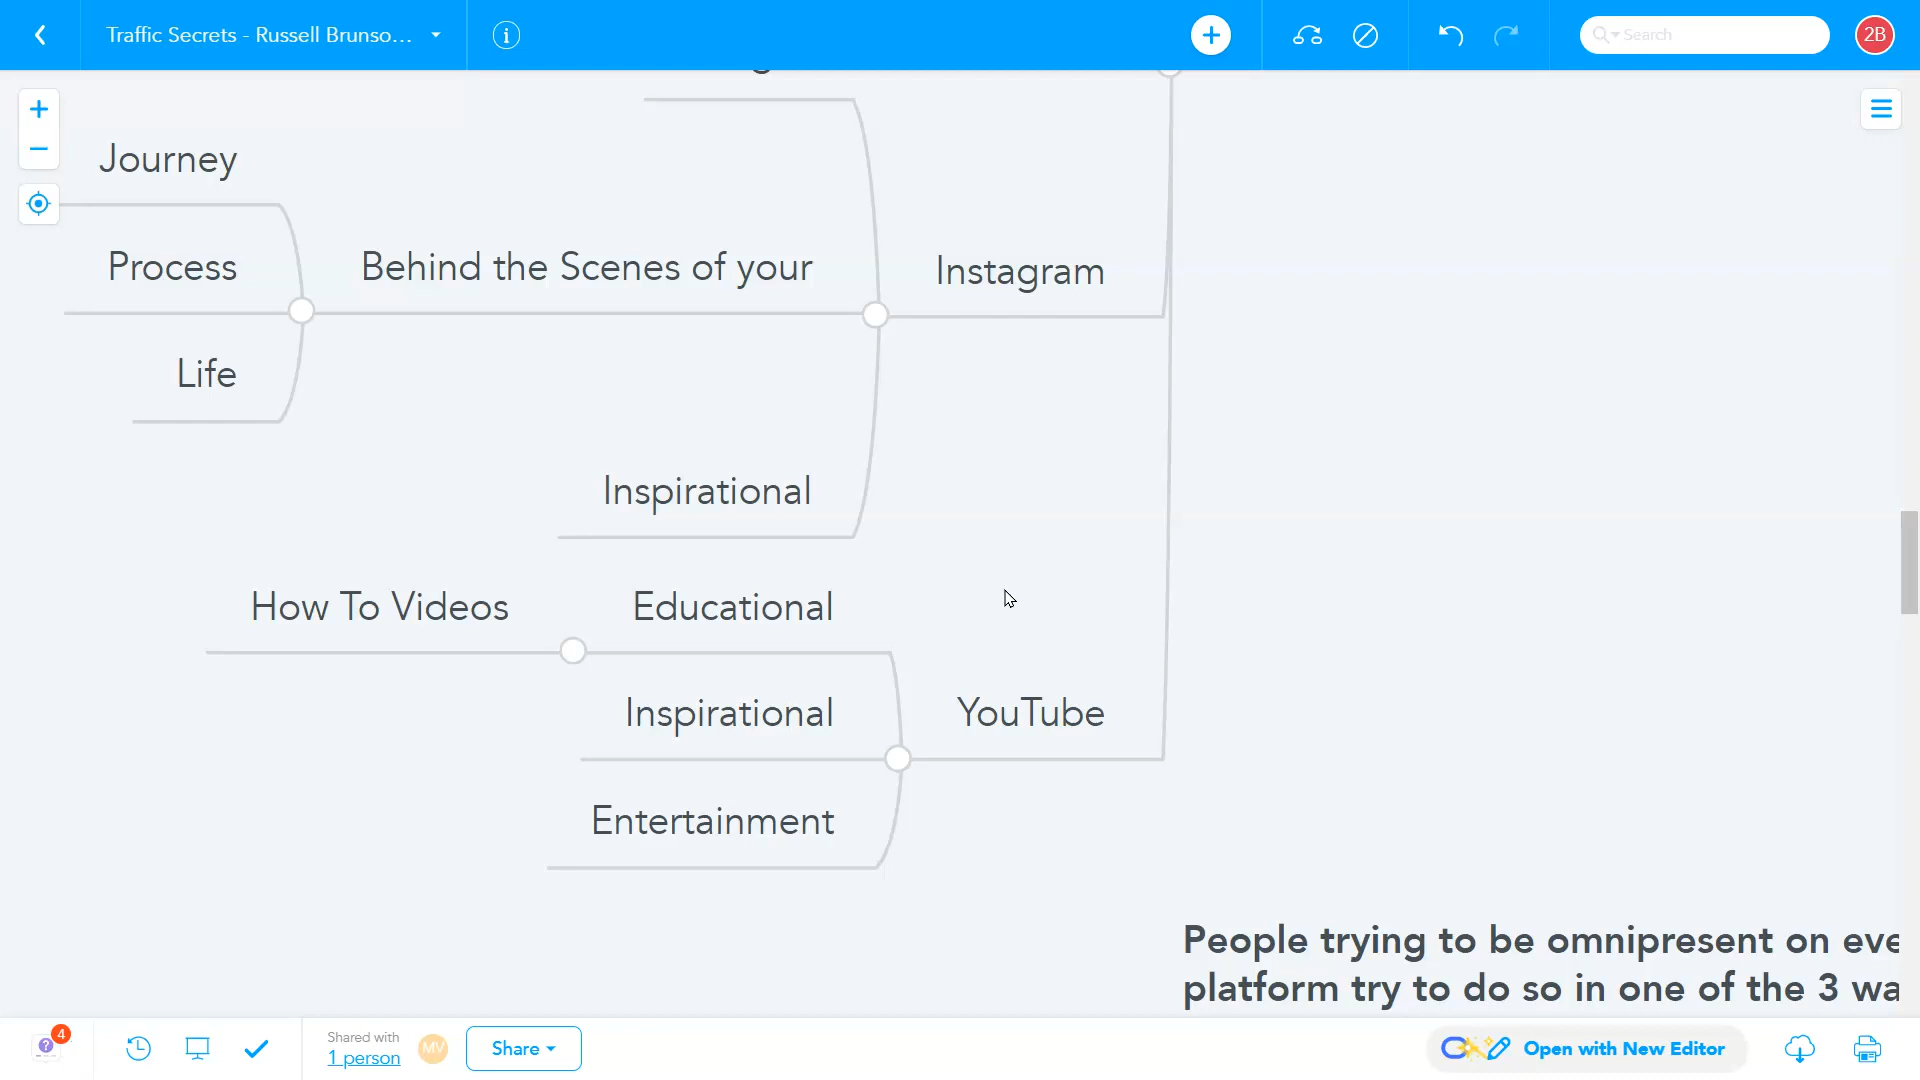 Traffic Secrets - Russell Brunso...
Search
2B
Journey
Process
Behind the Scenes of your
Instagram
Life
Inspirational
How To Videos
Educational
Inspirational
YouTube
Entertainment
People trying to be omnipresent on eve
platform try to do so in one of the 3 wa
4
Shared with
1 person
MV
Share
Open with New Editor